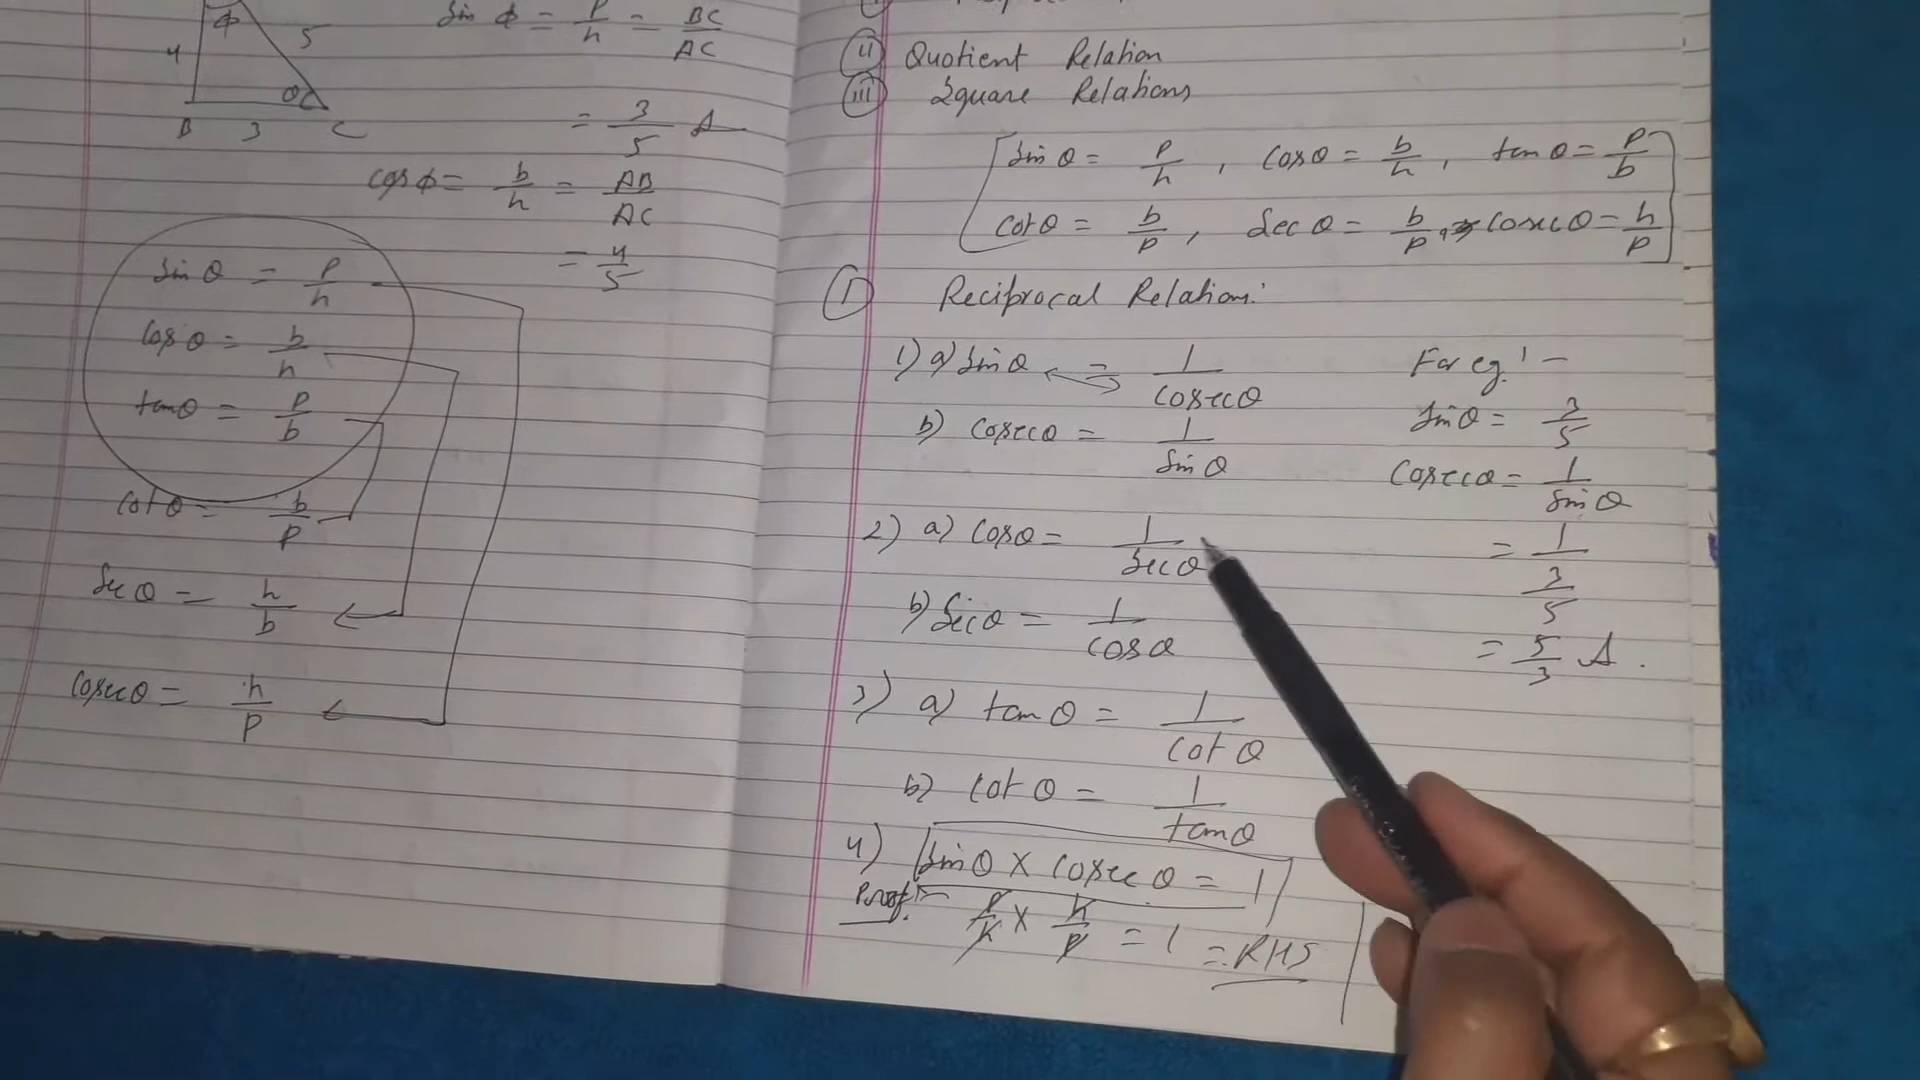 ϕ
4
5
θ
B 3 C
sin ϕ = p/h = BC/AC
= 3/5 A
cos ϕ = b/h = AB/AC
= 4/5
sin θ = p/h
cos θ = b/h
tan θ = p/b
cot θ = b/p
sec θ = h/b
cosec θ = h/p
(ii) Quotient Relation
(iii) Square Relations
sin θ = p/h , cos θ = b/h , tan θ = p/b
cot θ = b/p , sec θ = b/p , cosec θ = h/p
(I) Reciprocal Relation:
1) a) sin θ = 1/cosec θ
b) cosec θ = 1/sin θ
For eg: -
sin θ = 3/5
cosec θ = 1/sin θ
= 1/(3/5)
= 5/3 A.
2) a) cos θ = 1/sec θ
b) sec θ = 1/cos θ
3) a) tan θ = 1/cot θ
b) cot θ = 1/tan θ
4) sin θ X cosec θ = 1
Proof:- p/h X h/p = 1 = RHS